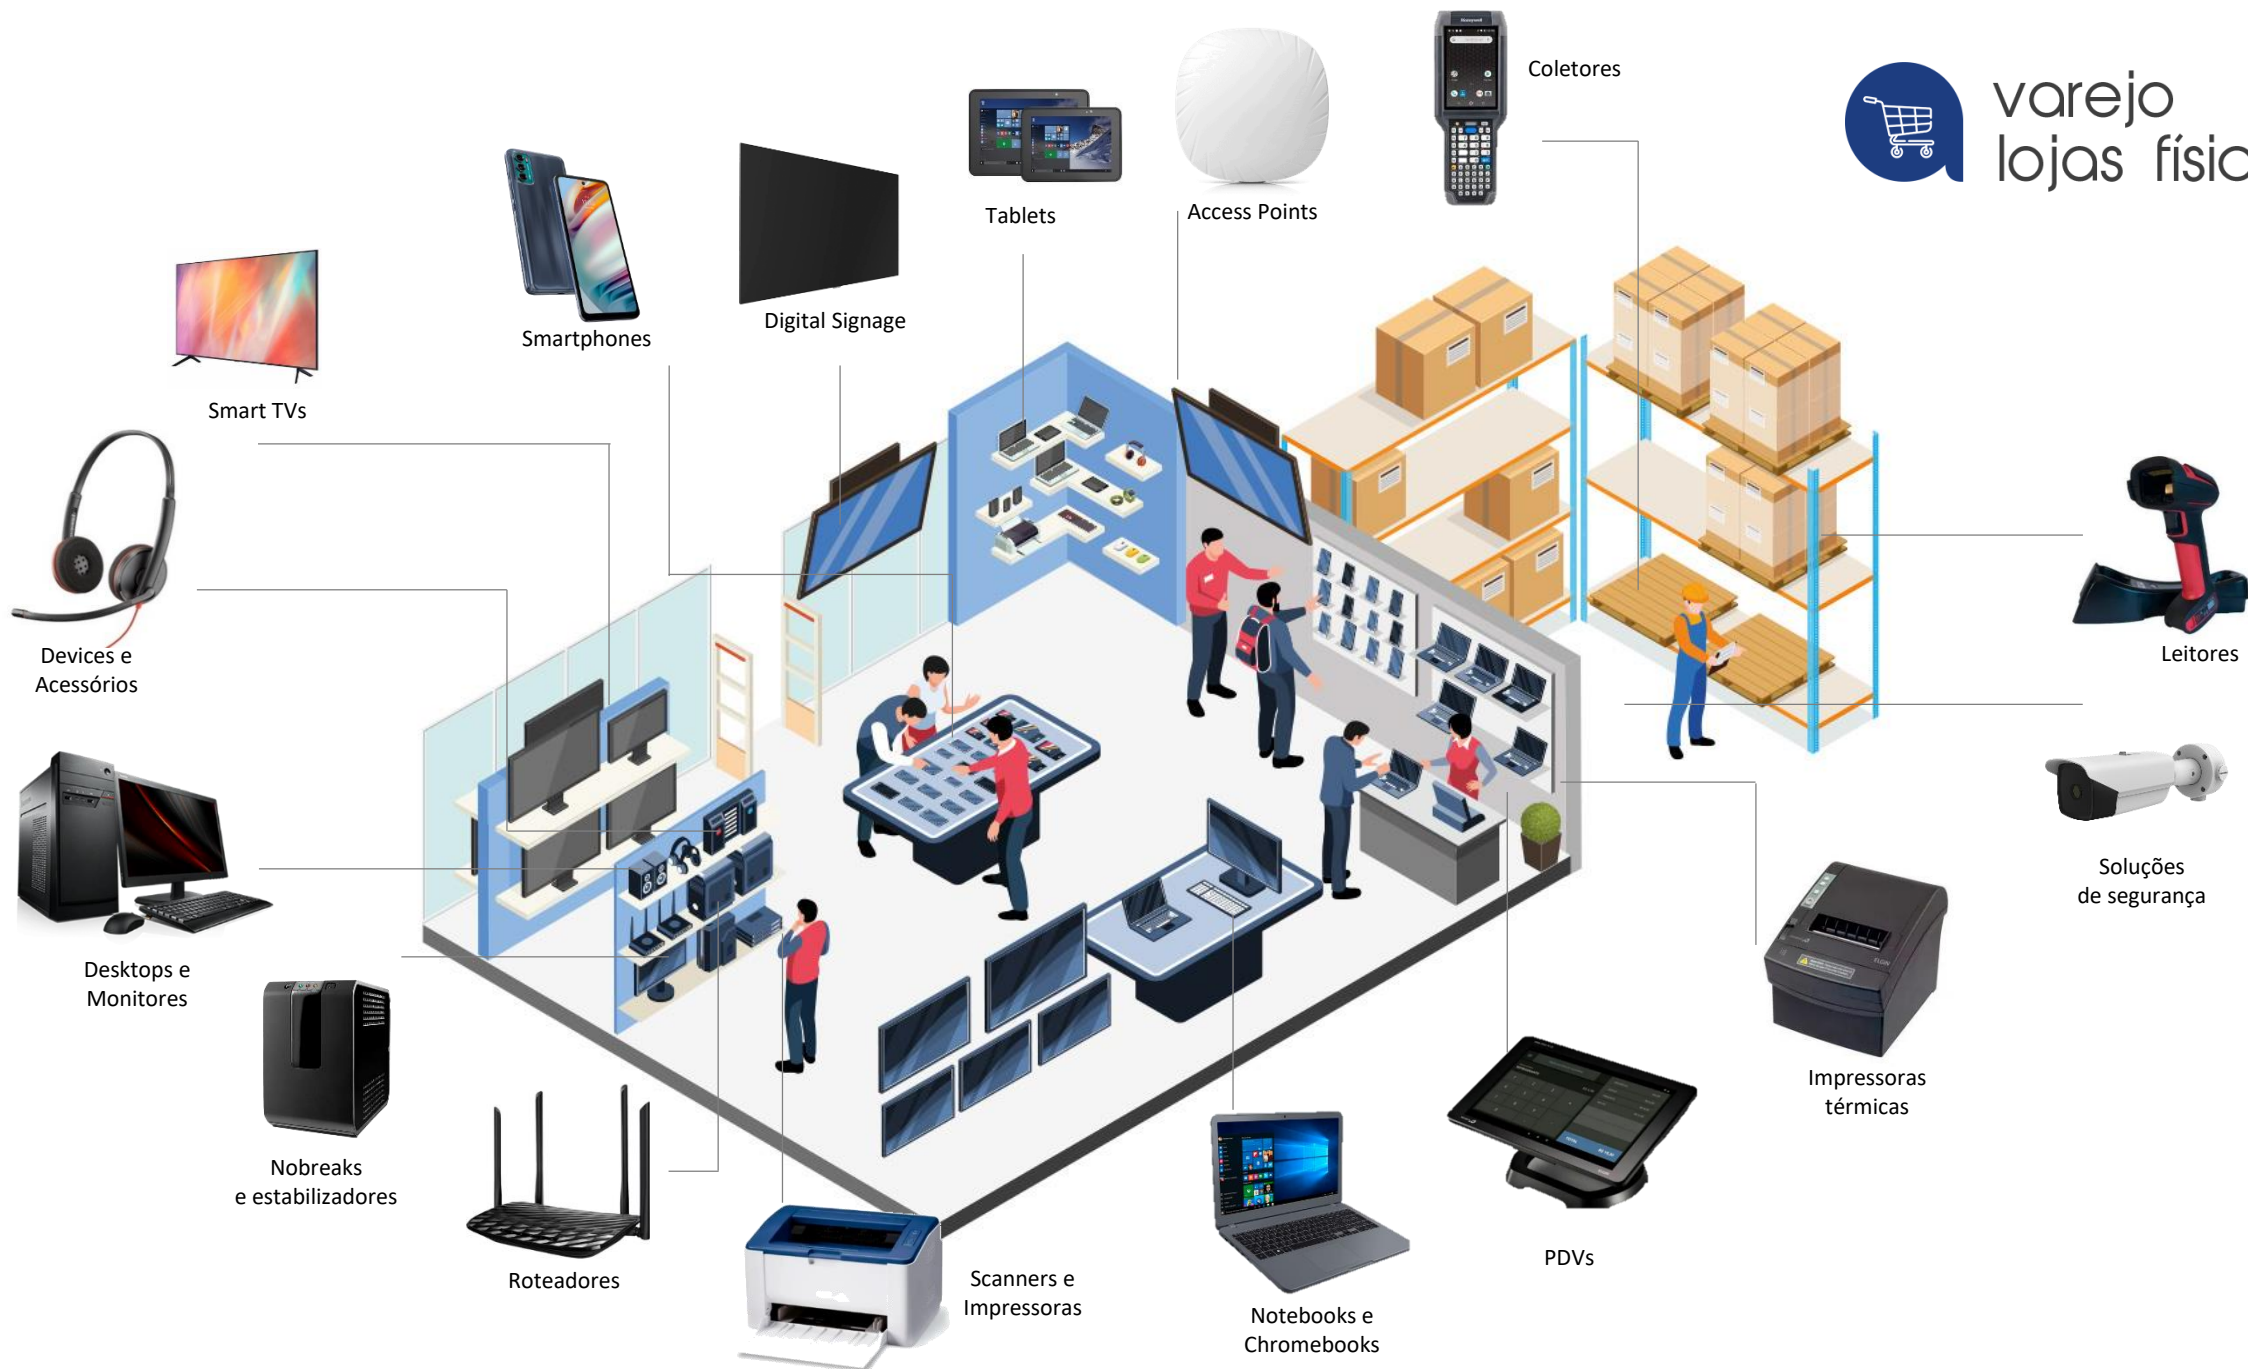 Coletores
varejo
lojas físic
Tablets
Access Points
Digital Signage
Smartphones
Smart TVs
Devices e
Acessórios
Leitores
Soluções
de segurança
Desktops e
Monitores
ELGIN
Impressoras
térmicas
Nobreaks
e estabilizadores
Roteadores
Scanners e
Impressoras
PDVs
Notebooks e
Chromebooks